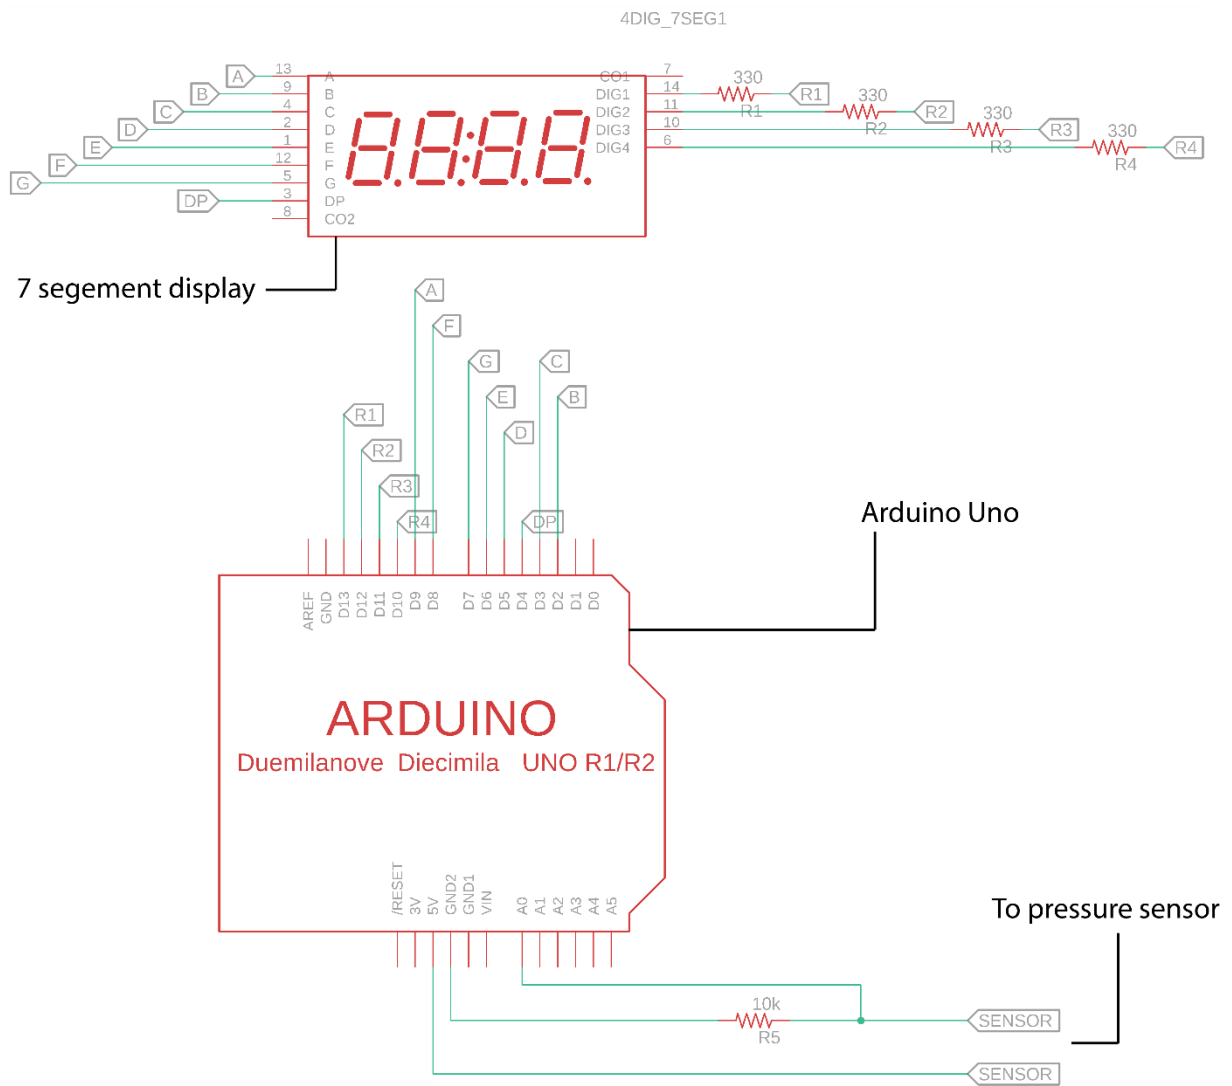 4DIG_7SEG1
A 13 A CO1 7
B 9 B DIG1 14 330 R1 R1
C 4 C DIG2 11 330 R2 R2
D 2 D DIG3 10 330 R3 R3
E 1 E DIG4 6 330 R4 R4
F 12 F
G 5 G
DP 3 DP
8 CO2
7 segement display
A
F
G C
E B
R1 D
R2
R3
R4 DP
Arduino Uno
AREF GND D13 D12 D11 D10 D9 D8 D7 D6 D5 D4 D3 D2 D1 D0
ARDUINO
Duemilanove Diecimila UNO R1/R2
/RESET 3V 5V GND2 GND1 VIN A0 A1 A2 A3 A4 A5
To pressure sensor
10k
R5
SENSOR
SENSOR